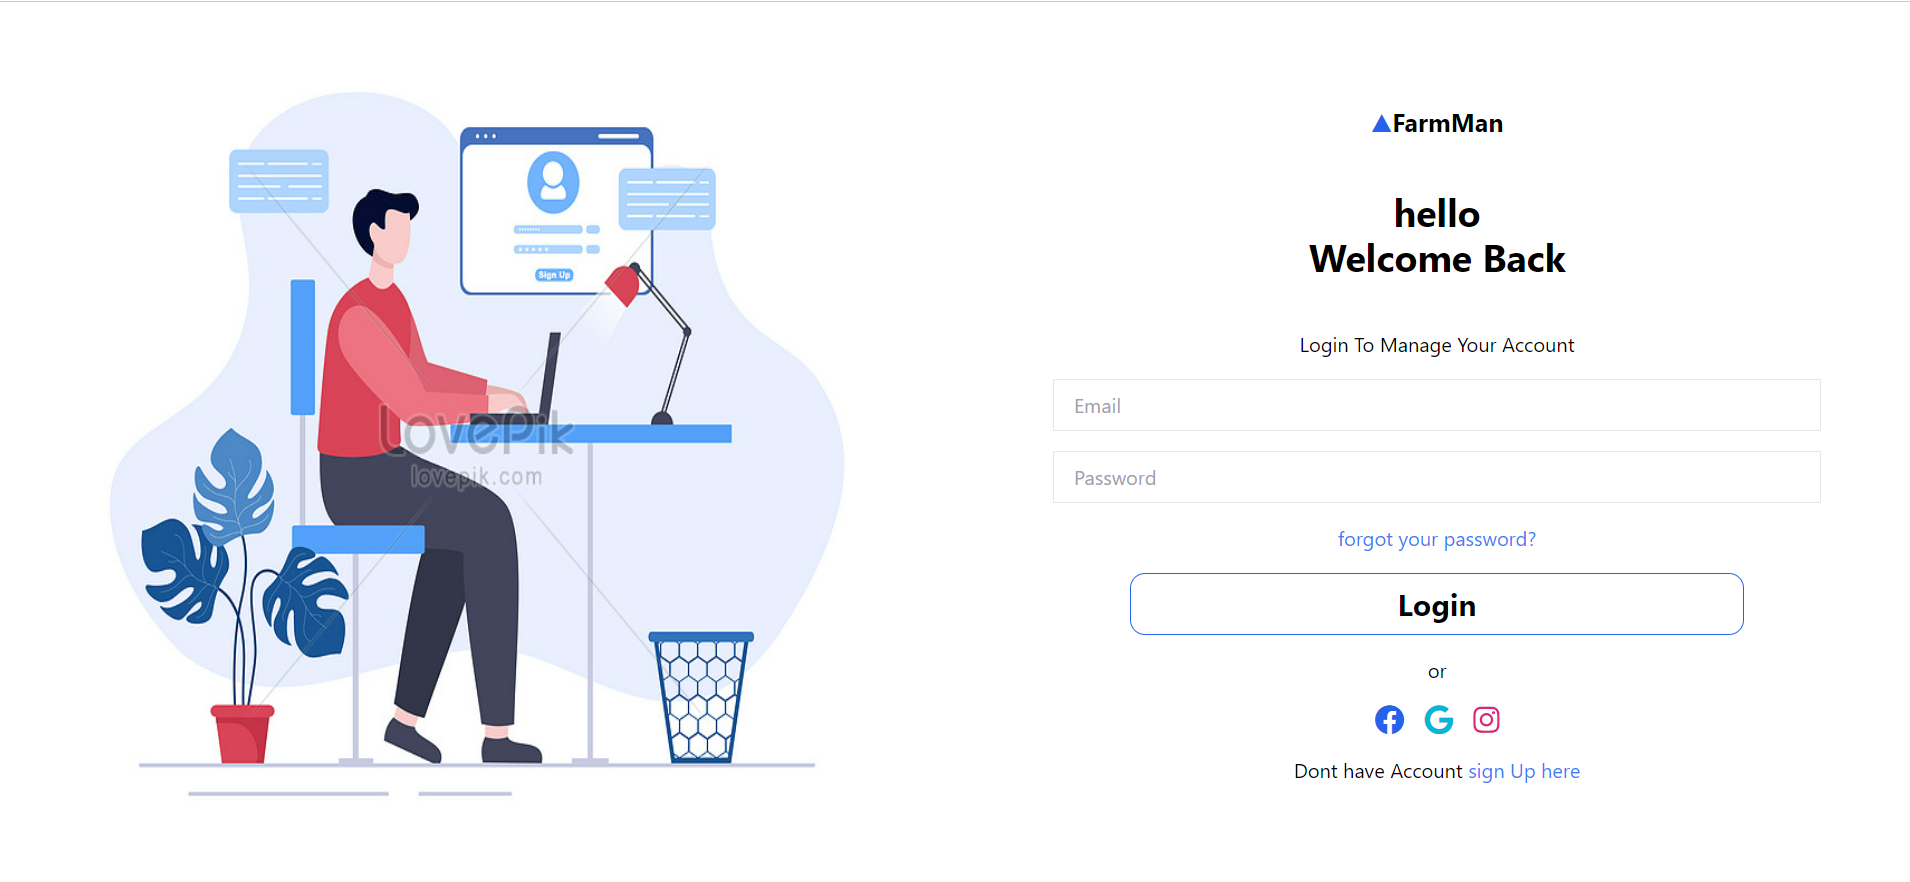 Sign Up
LovePik
lovepik.com
FarmMan
hello
Welcome Back
Login To Manage Your Account
Email
Password
forgot your password?
Login
or
Dont have Account sign Up here